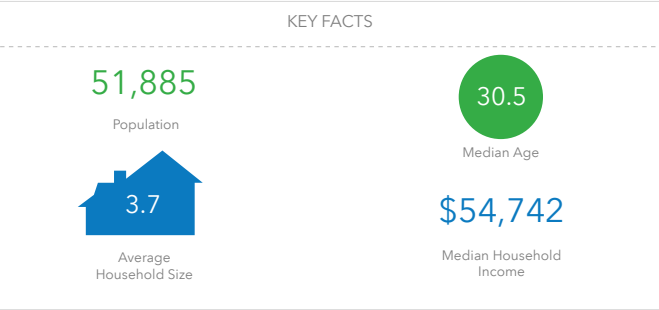 KEY FACTS
51,885
Population
30.5
Median Age
3.7
Average
Household Size
$54,742
Median Household
Income